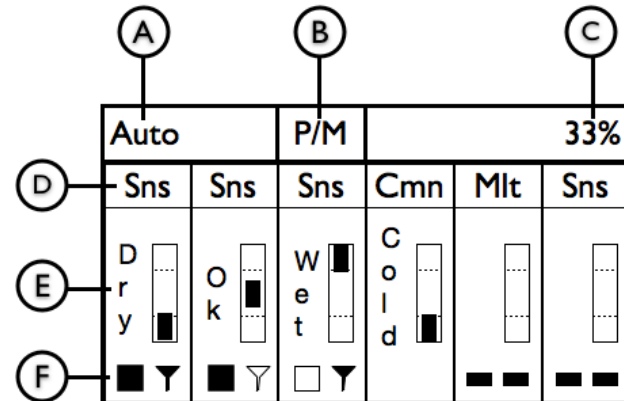 A B C
Auto P/M 33%
D Sns Sns Sns Cmn Mlt Sns
E Dry Ok Wet Cold
F